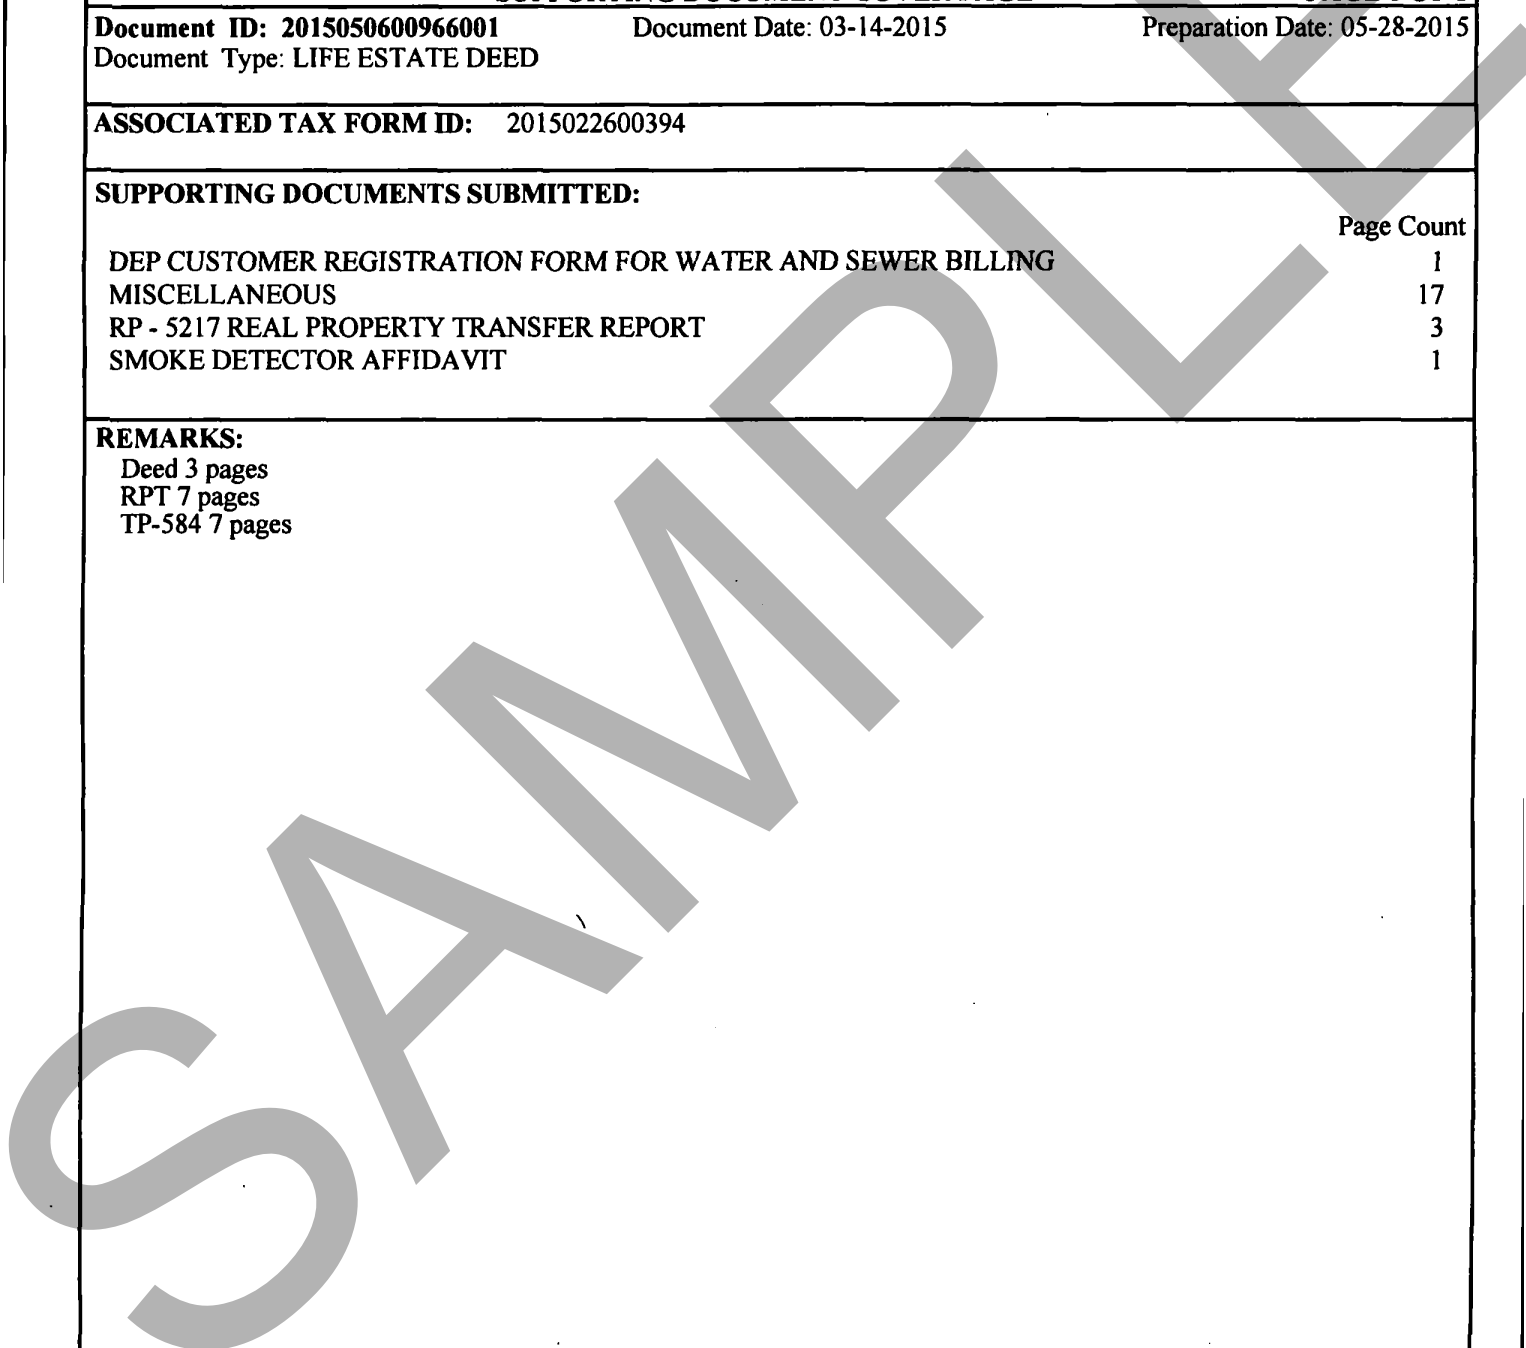 Document ID: 2015050600966001 Document Date: 03-14-2015 Preparation Date: 05-28-2015
Document Type: LIFE ESTATE DEED
ASSOCIATED TAX FORM ID: 2015022600394
SUPPORTING DOCUMENTS SUBMITTED:
Page Count
DEP CUSTOMER REGISTRATION FORM FOR WATER AND SEWER BILLING 1
MISCELLANEOUS 17
RP - 5217 REAL PROPERTY TRANSFER REPORT 3
SMOKE DETECTOR AFFIDAVIT 1
REMARKS:
Deed 3 pages
RPT 7 pages
TP-584 7 pages
SAMPLE